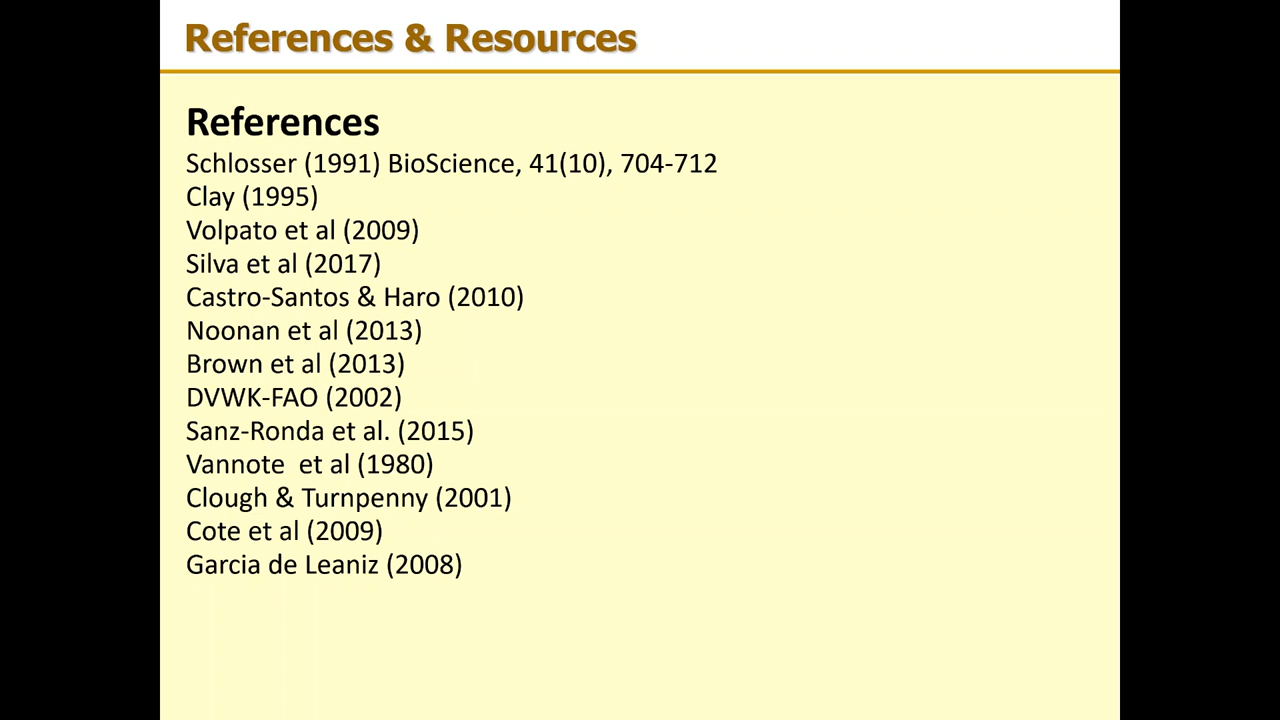 References & Resources
References
Schlosser (1991) BioScience, 41(10), 704-712
Clay (1995)
Volpato et al (2009)
Silva et al (2017)
Castro-Santos & Haro (2010)
Noonan et al (2013)
Brown et al (2013)
DVWK-FAO (2002)
Sanz-Ronda et al. (2015)
Vannote  et al (1980)
Clough & Turnpenny (2001)
Cote et al (2009)
Garcia de Leaniz (2008)